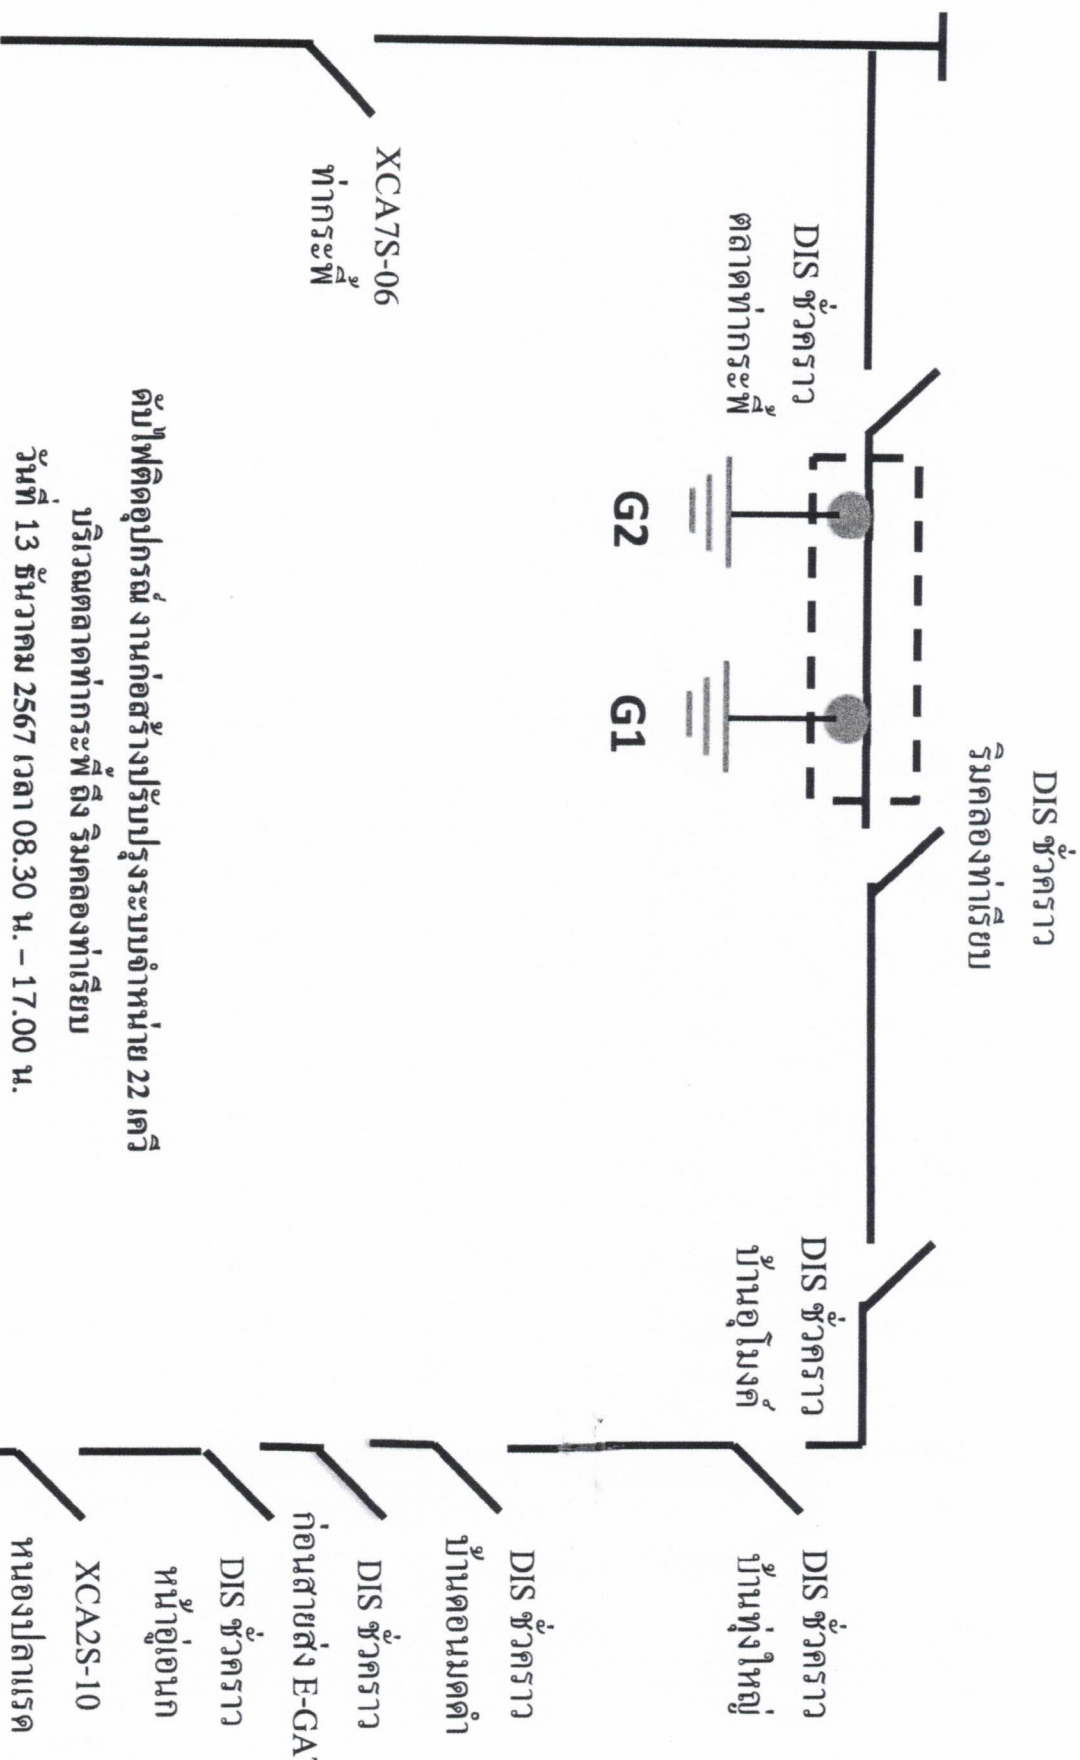 DIS ชั่วคราว
ริมคลองท่าเรียบ
DIS ชั่วคราว
ตลาดท่ากระพี้
G2
G1
DIS ชั่วคราว
บ้านอุโมงค์
DIS ชั่วคราว
บ้านทุ่งใหญ่
DIS ชั่วคราว
บ้านดอนมดดำ
DIS ชั่วคราว
ก่อนสายส่ง E-GA
DIS ชั่วคราว
หน้าอู่เอนก
XCA2S-10
หนองปลาแรด
XCA7S-06
ท่ากระพี้
ดับไฟติดอุปกรณ์ งานก่อสร้างปรับปรุงระบบจำหน่าย 22 เควี
บริเวณตลาดท่ากระพี้ ถึง ริมคลองท่าเรียบ
วันที่ 13 ธันวาคม 2567 เวลา 08.30 น. – 17.00 น.